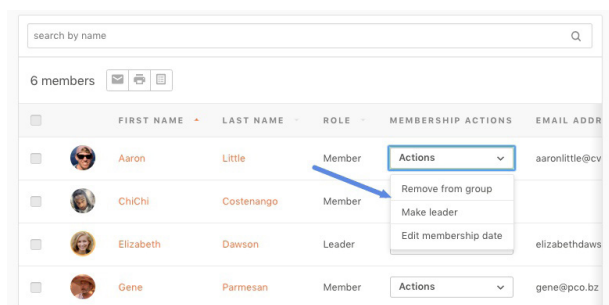 search by name
6 members
FIRST NAME LAST NAME ROLE MEMBERSHIP ACTIONS EMAIL ADDR
Aaron Little Member Actions aaronlittle@cv
Remove from group
ChiChi Costenango Member
Make leader
Edit membership date
Elizabeth Dawson Leader elizabethdaws
Gene Parmesan Member Actions gene@pco.bz